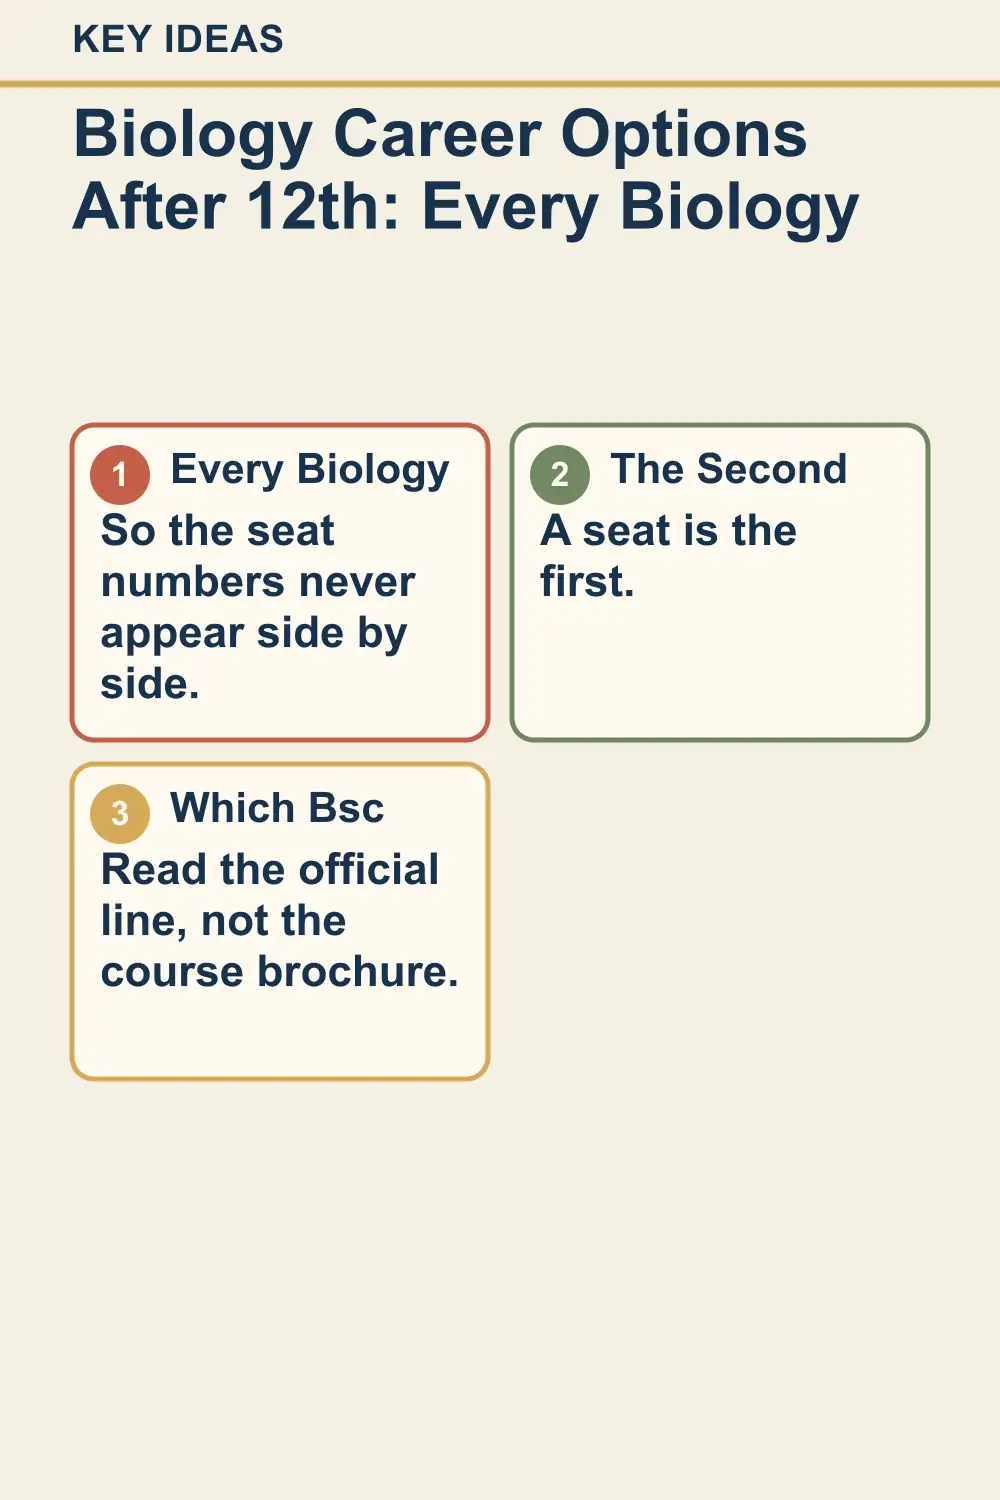 KEY IDEAS
Biology Career Options
After 12th: Every Biology
1 Every Biology
So the seat
numbers never
appear side by
side.
2 The Second
A seat is the
first.
3 Which Bsc
Read the official
line, not the
course brochure.